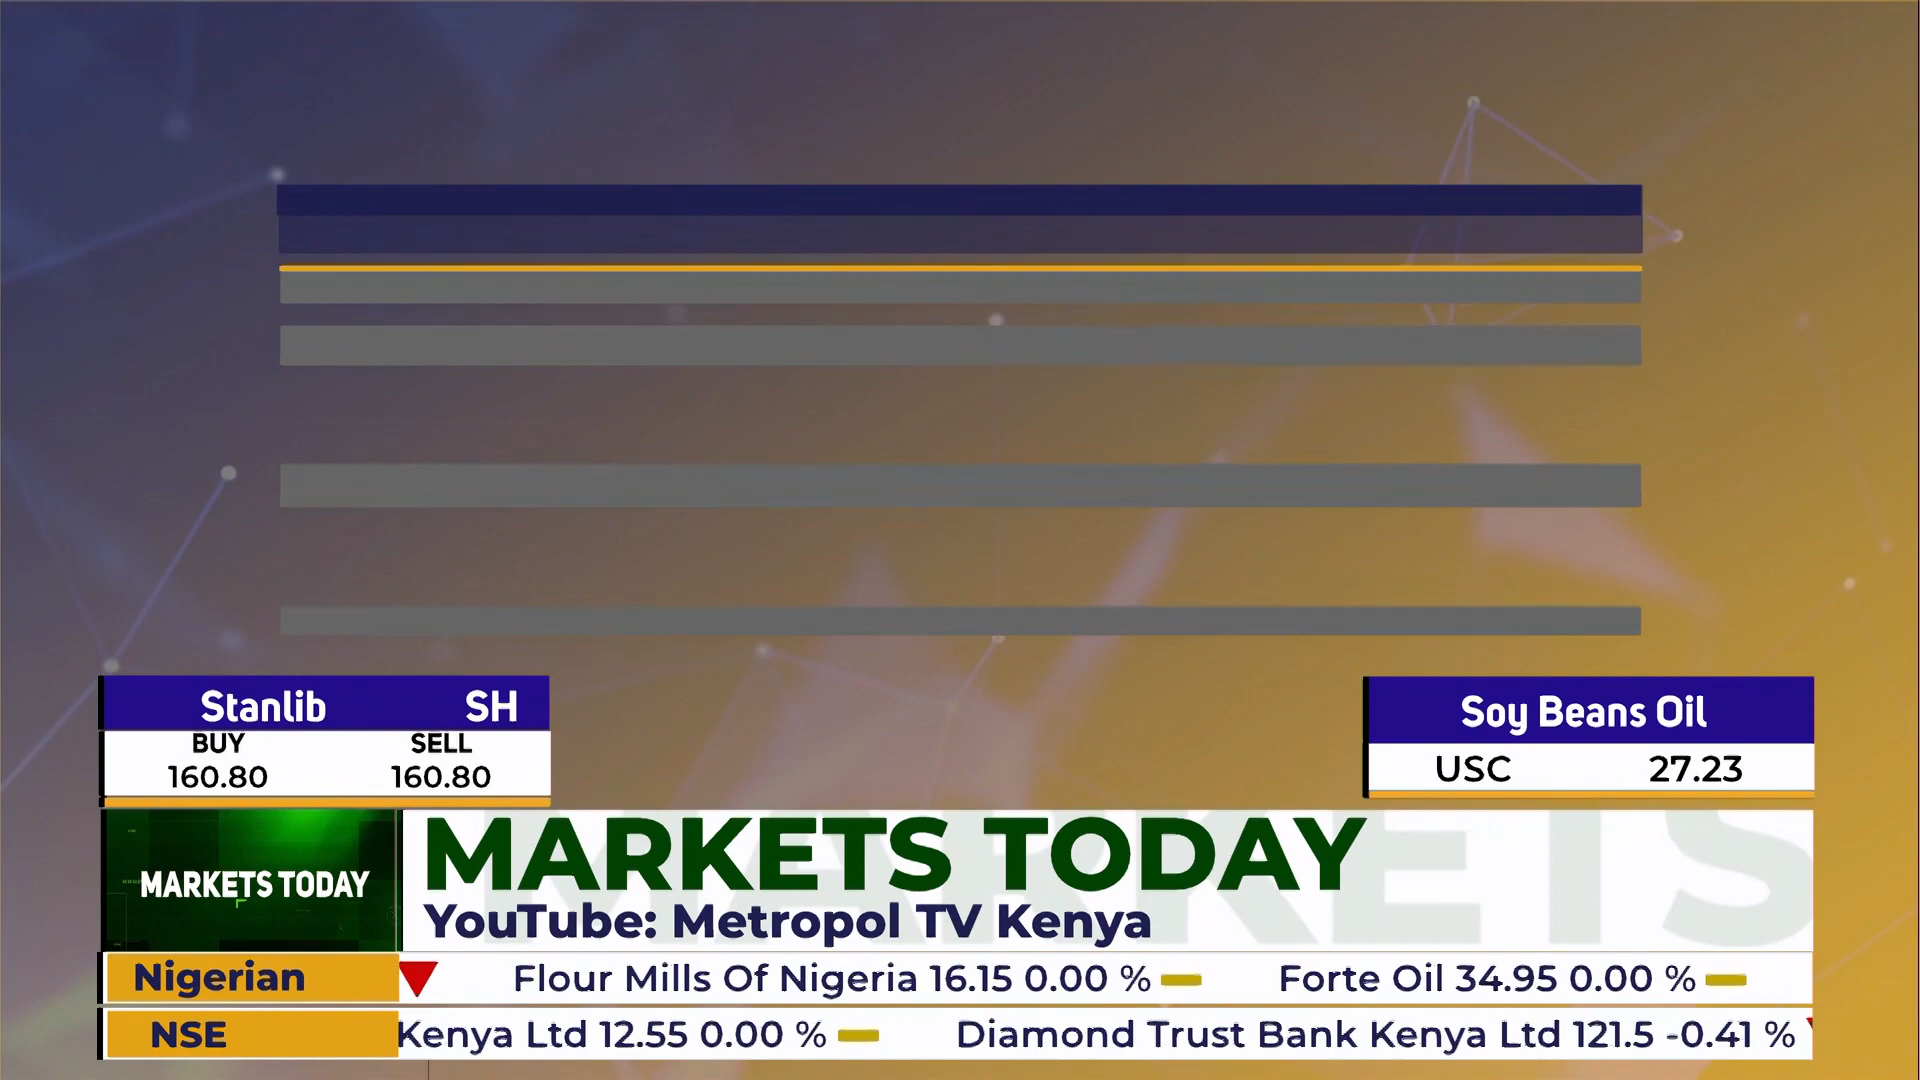 Stanlib SH
BUY SELL
160.80 160.80
Soy Beans Oil
USC 27.23
MARKETS TODAY
MARKETS TODAY
YouTube: Metropol TV Kenya
MARKETS
Nigerian Flour Mills Of Nigeria 16.15 0.00 % Forte Oil 34.95 0.00 %
NSE Kenya Ltd 12.55 0.00 % Diamond Trust Bank Kenya Ltd 121.5 -0.41 %